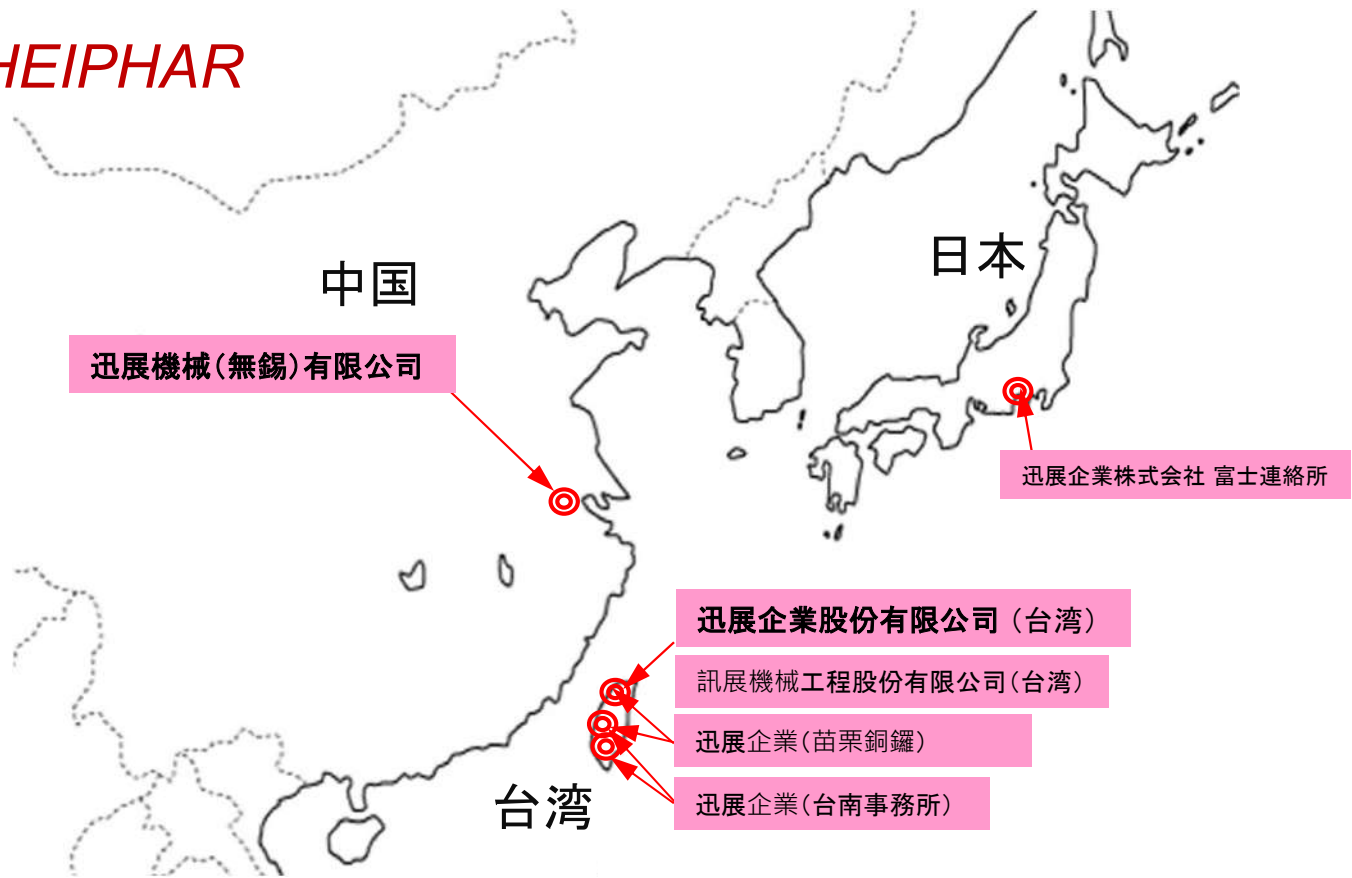 HEIPHAR
中国
日本
迅展機械(無錫)有限公司
迅展企業株式会社 富士連絡所
迅展企業股份有限公司(台湾)
訊展機械工程股份有限公司(台湾)
迅展企業(苗栗銅鑼)
台湾
迅展企業(台南事務所)